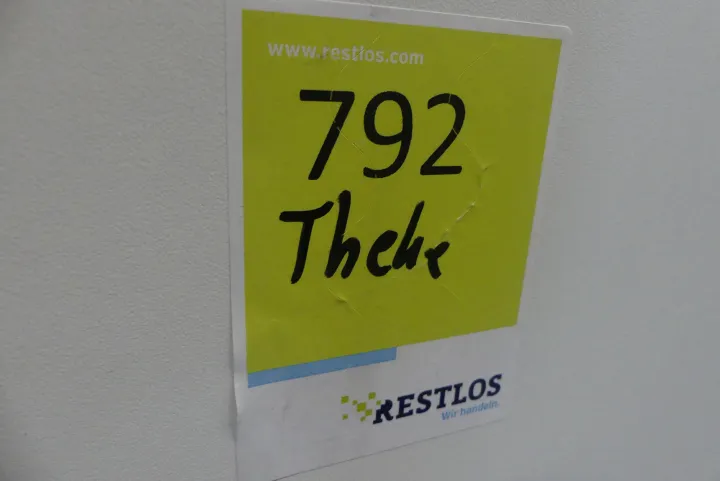 www.restlos.com
792
Theke
RESTLOS
Wir handeln.